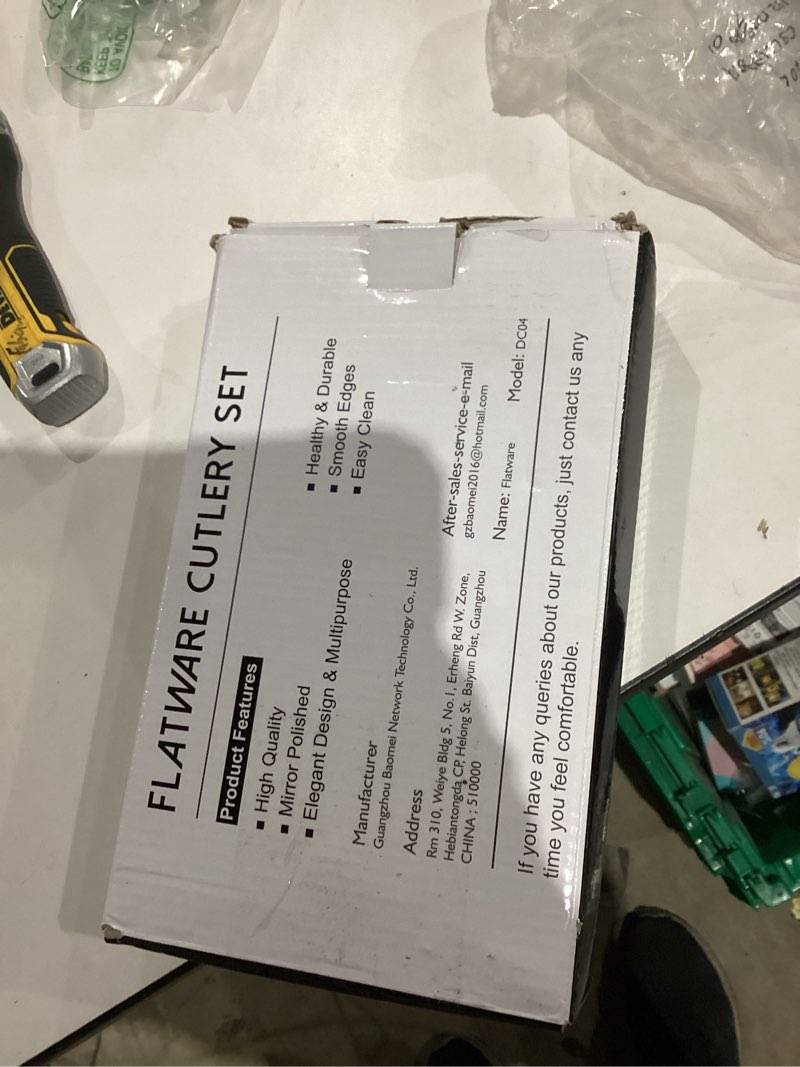 FLATWARE CUTLERY SET
Product Features
▪ High Quality
▪ Mirror Polished
▪ Elegant Design & Multipurpose
▪ Healthy & Durable
▪ Smooth Edges
▪ Easy Clean
Manufacturer
Guangzhou Baomei Network Technology Co., Ltd.
Address
Rm 310, Weiye Bldg 5, No.1, Erheng Rd W. Zone,
Hebiantongda CP, Helong St. Baiyun Dist, Guangzhou
CHINA ; 510000
After-sales-service-e-mail
gzbaomei2016@hotmail.com
Name: Flatware Model: DC04
If you have any queries about our products, just contact us any
time you feel comfortable.
KEEP